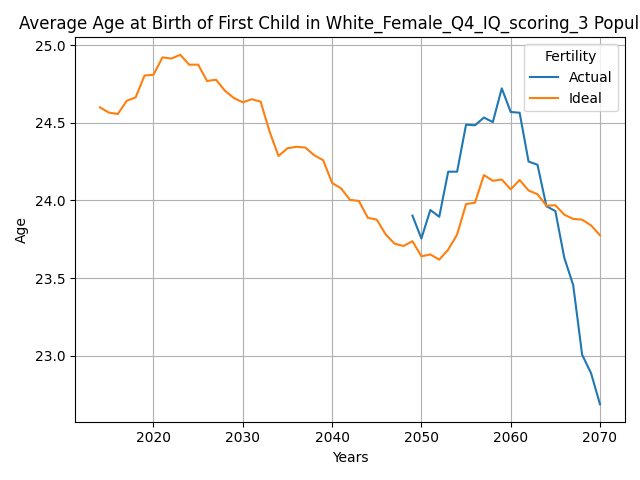 Average Age at Birth of First Child in White_Female_Q4_IQ_scoring_3 Popul
25.0
24.5
24.0
23.5
23.0
Age
Fertility
Actual
Ideal
2020 2030 2040 2050 2060 2070
Years